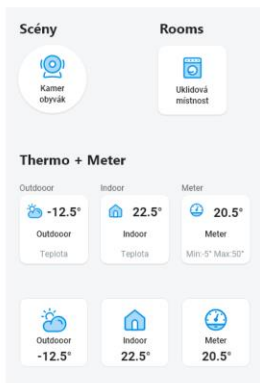 Scény
Rooms
Kamer
obyvák
Uklidová
místnost
Thermo + Meter
Outdooor
Indoor
Meter
-12.5°
22.5°
20.5°
Outdooor
Indoor
Meter
Teplota
Teplota
Min:-5° Max:50°
Outdooor
Indoor
Meter
-12.5°
22.5°
20.5°